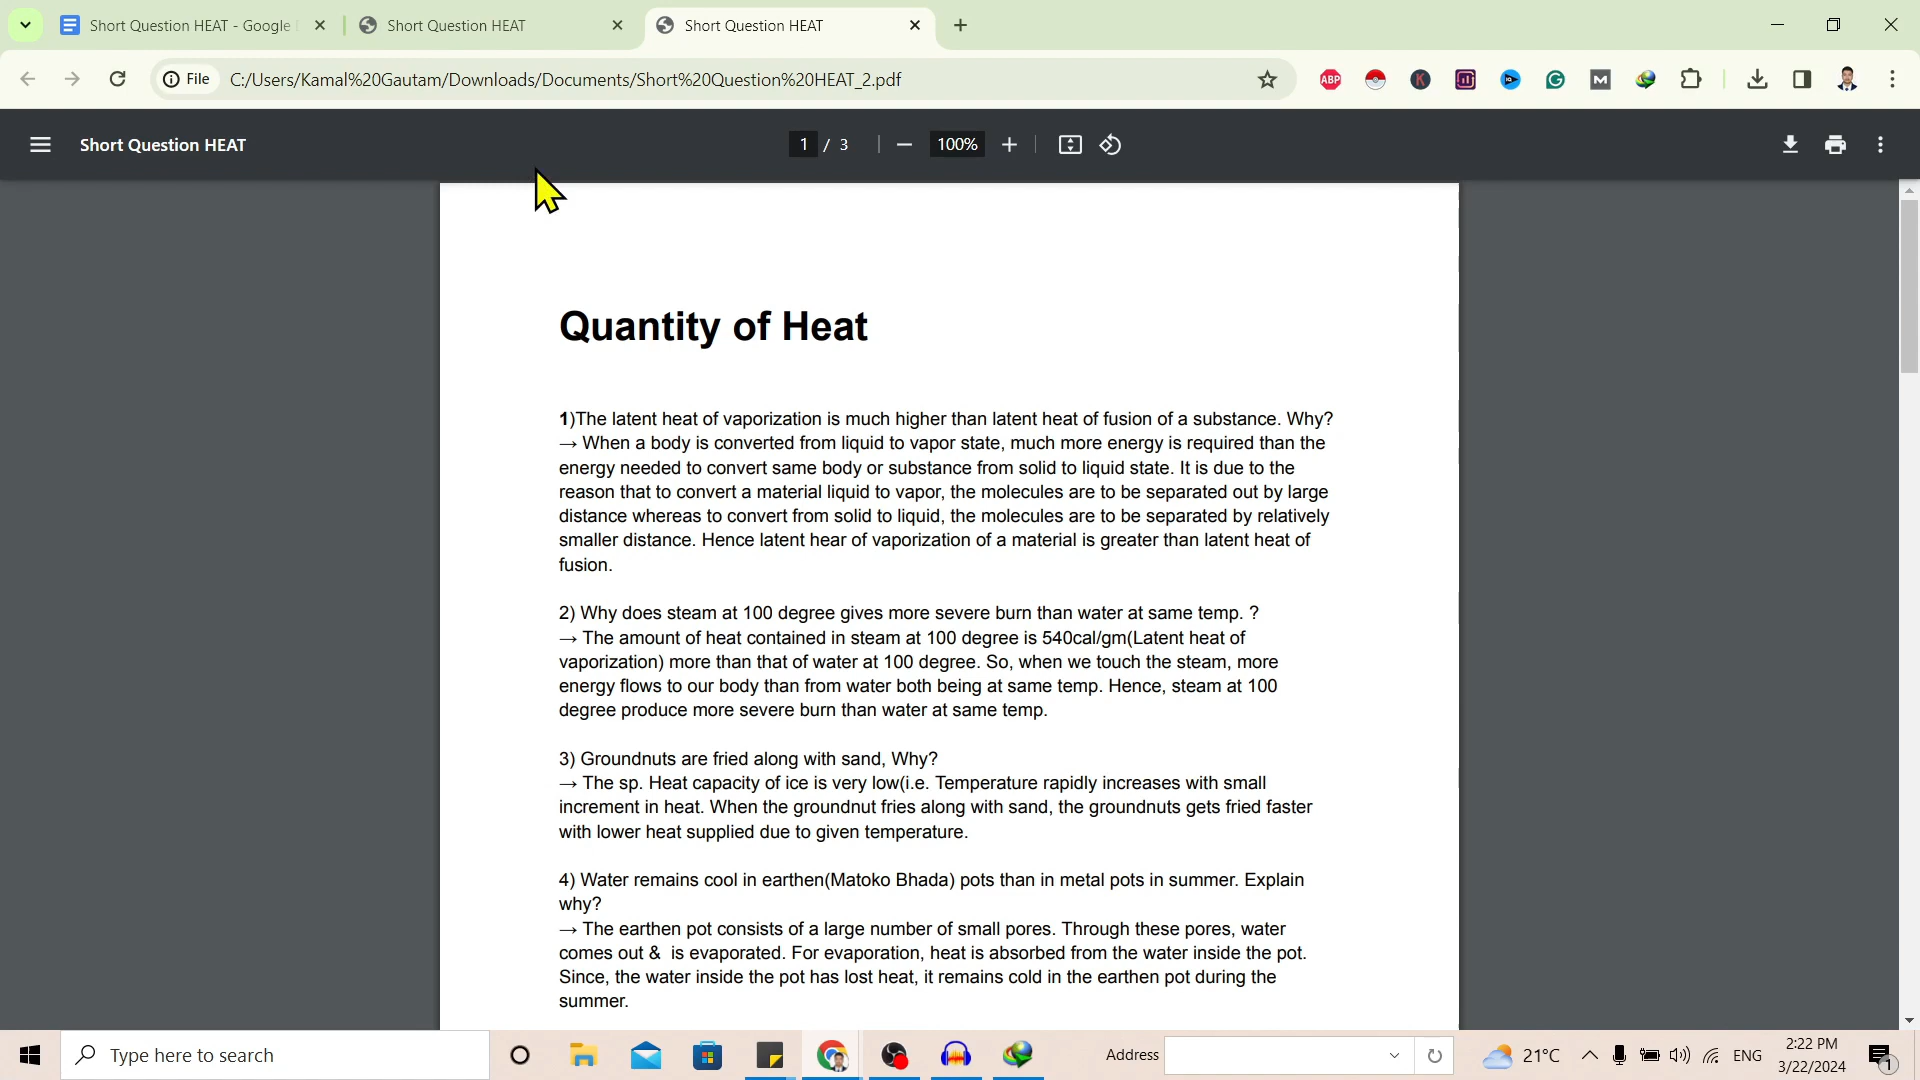 Short Question HEAT - Google
Short Question HEAT
Short Question HEAT
File
C:/Users/Kamal%20Gautam/Downloads/Documents/Short%20Question%20HEAT_2.pdf
ABP
K
M
Short Question HEAT
1 / 3
100%
Quantity of Heat
1)The latent heat of vaporization is much higher than latent heat of fusion of a substance. Why?
→ When a body is converted from liquid to vapor state, much more energy is required than the
energy needed to convert same body or substance from solid to liquid state. It is due to the
reason that to convert a material liquid to vapor, the molecules are to be separated out by large
distance whereas to convert from solid to liquid, the molecules are to be separated by relatively
smaller distance. Hence latent hear of vaporization of a material is greater than latent heat of
fusion.
2) Why does steam at 100 degree gives more severe burn than water at same temp. ?
→ The amount of heat contained in steam at 100 degree is 540cal/gm(Latent heat of
vaporization) more than that of water at 100 degree. So, when we touch the steam, more
energy flows to our body than from water both being at same temp. Hence, steam at 100
degree produce more severe burn than water at same temp.
3) Groundnuts are fried along with sand, Why?
→ The sp. Heat capacity of ice is very low(i.e. Temperature rapidly increases with small
increment in heat. When the groundnut fries along with sand, the groundnuts gets fried faster
with lower heat supplied due to given temperature.
4) Water remains cool in earthen(Matoko Bhada) pots than in metal pots in summer. Explain
why?
→ The earthen pot consists of a large number of small pores. Through these pores, water
comes out &  is evaporated. For evaporation, heat is absorbed from the water inside the pot.
Since, the water inside the pot has lost heat, it remains cold in the earthen pot during the
summer.
Type here to search
Address
21°C
ENG
2:22 PM
3/22/2024
1